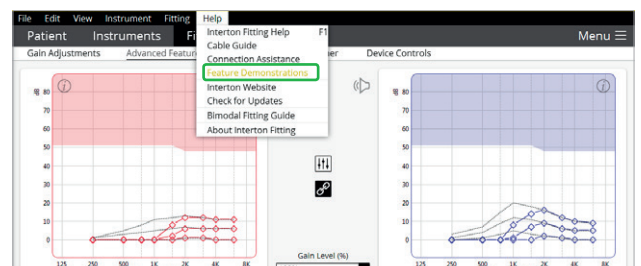 File Edit View Instrument Fitting Help
Patient Instruments Fi Menu
Interton Fitting Help F1
Cable Guide
Connection Assistance
Feature Demonstrations
Interton Website
Check for Updates
Bimodal Fitting Guide
About Interton Fitting
Gain Adjustments Advanced Featur er Device Controls
80
70
60
50
40
30
20
10
0
125 250 500 1K 2K 4K 8K
Gain Level (%)
80
70
60
50
40
30
20
10
0
125 250 500 1K 2K 4K 8K